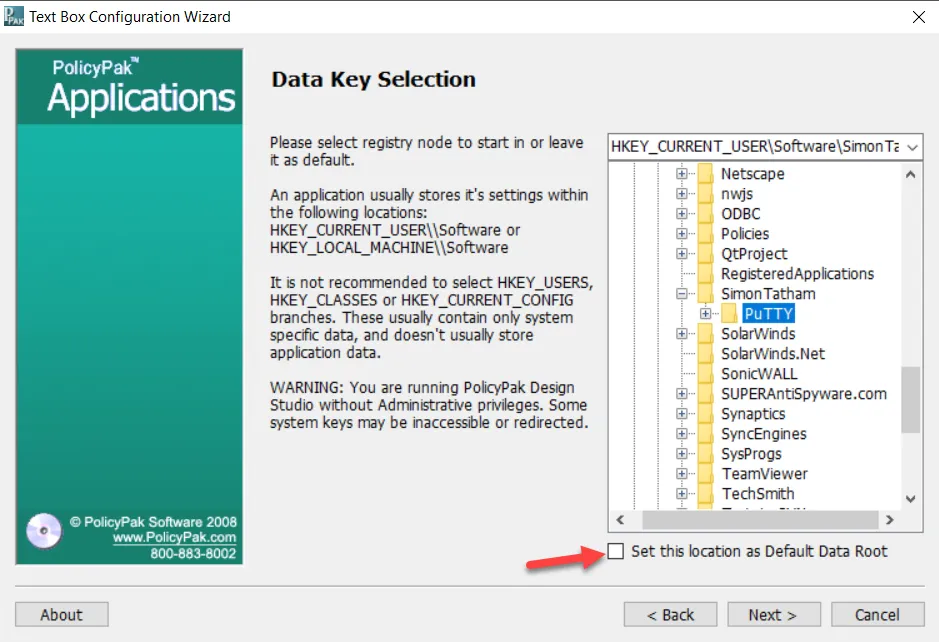 Text Box Configuration Wizard
PolicyPak™
Applications
Data Key Selection
Please select registry node to start in or leave
it as default.
An application usually stores it's settings within
the following locations:
HKEY_CURRENT_USER\\Software or
HKEY_LOCAL_MACHINE\\Software
It is not recommended to select HKEY_USERS,
HKEY_CLASSES or HKEY_CURRENT_CONFIG
branches. These usually contain only system
specific data, and doesn't usually store
application data.
WARNING: You are running PolicyPak Design
Studio without Administrative privileges. Some
system keys may be inaccessible or redirected.
HKEY_CURRENT_USER\Software\SimonTa
Netscape
nwjs
ODBC
Policies
QtProject
RegisteredApplications
SimonTatham
PuTTY
SolarWinds
SolarWinds.Net
SonicWALL
SUPERAntiSpyware.com
Synaptics
SyncEngines
SysProgs
TeamViewer
TechSmith
Set this location as Default Data Root
© PolicyPak Software 2008
www.PolicyPak.com
800-883-8002
About
< Back
Next >
Cancel